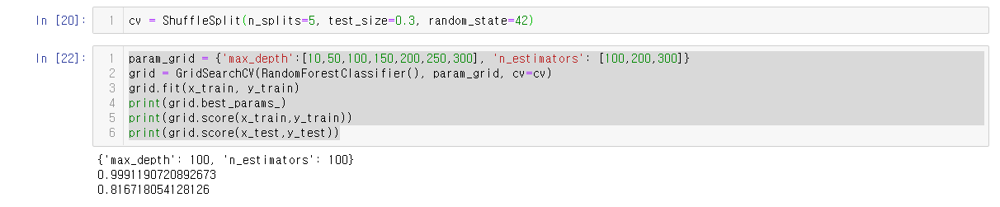 In [20]: 1 cv = ShuffleSplit(n_splits=5, test_size=0.3, random_state=42)
In [22]: 1 param_grid = {'max_depth':[10,50,100,150,200,250,300], 'n_estimators': [100,200,300]}
2 grid = GridSearchCV(RandomForestClassifier(), param_grid, cv=cv)
3 grid.fit(x_train, y_train)
4 print(grid.best_params_)
5 print(grid.score(x_train,y_train))
6 print(grid.score(x_test,y_test))
{'max_depth': 100, 'n_estimators': 100}
0.9991190720892673
0.816718054128126